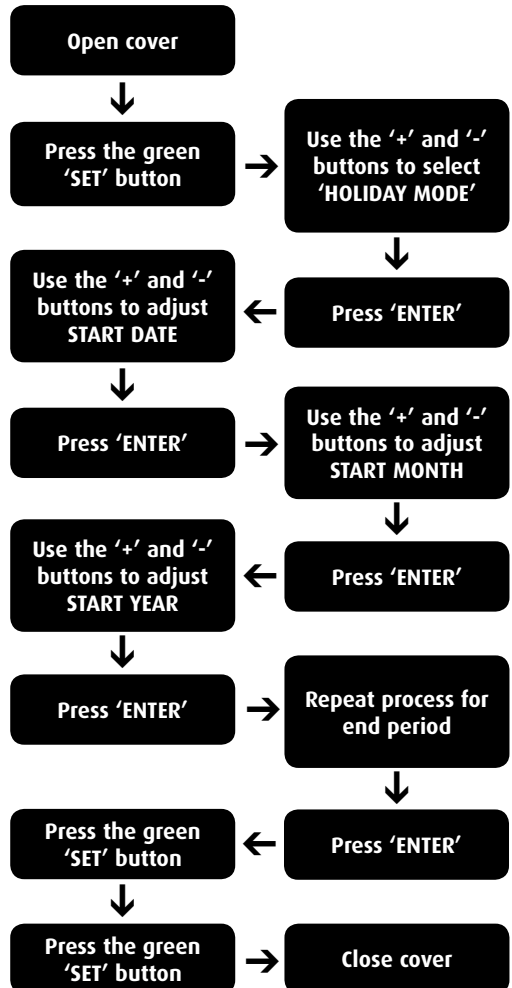 Open cover
Press the green
‘SET’ button
Use the ‘+’ and ‘-’
buttons to select
‘HOLIDAY MODE’
Press ‘ENTER’
Use the ‘+’ and ‘-’
buttons to adjust
START DATE
Press ‘ENTER’
Use the ‘+’ and ‘-’
buttons to adjust
START MONTH
Press ‘ENTER’
Use the ‘+’ and ‘-’
buttons to adjust
START YEAR
Press ‘ENTER’
Repeat process for
end period
Press ‘ENTER’
Press the green
‘SET’ button
Press the green
‘SET’ button
Close cover